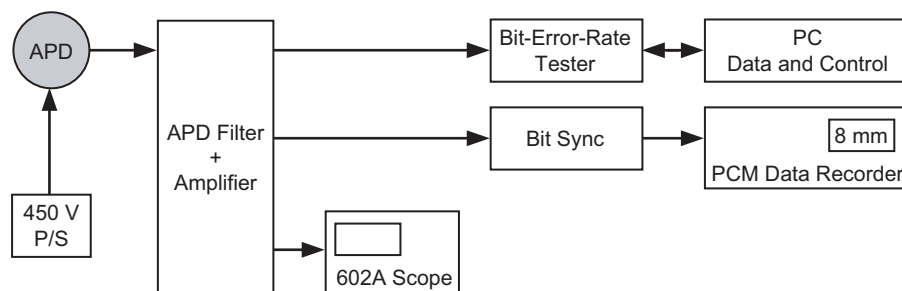 APD
450 V
P/S
APD Filter
+
Amplifier
Bit-Error-Rate
Tester
PC
Data and Control
Bit Sync
8 mm
PCM Data Recorder
602A Scope